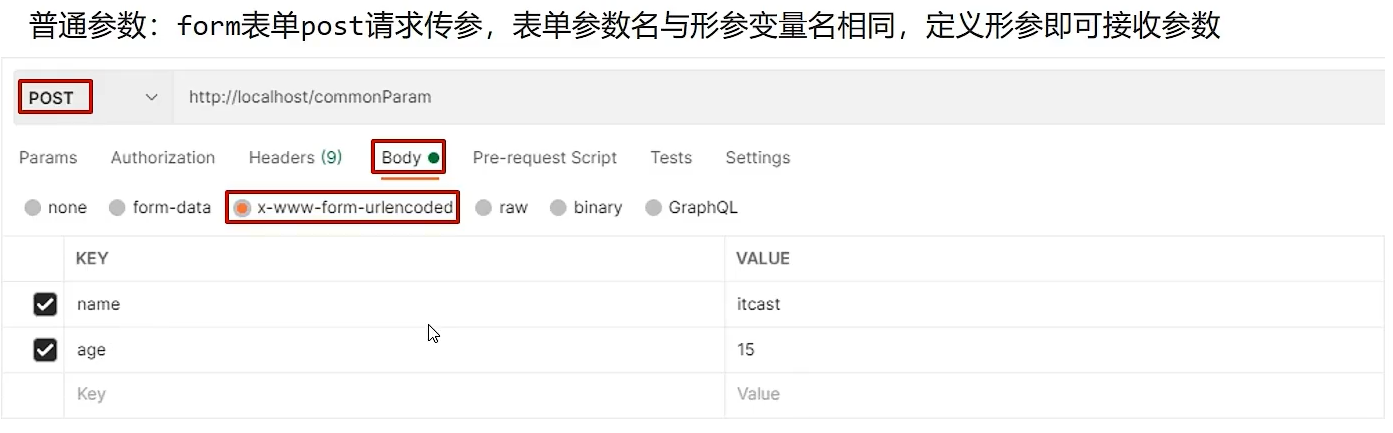 普通参数：form表单post请求传参，表单参数名与形参变量名相同，定义形参即可接收参数
POST http://localhost/commonParam
Params Authorization Headers (9) Body Pre-request Script Tests Settings
none form-data x-www-form-urlencoded raw binary GraphQL
KEY VALUE
name itcast
age 15
Key Value